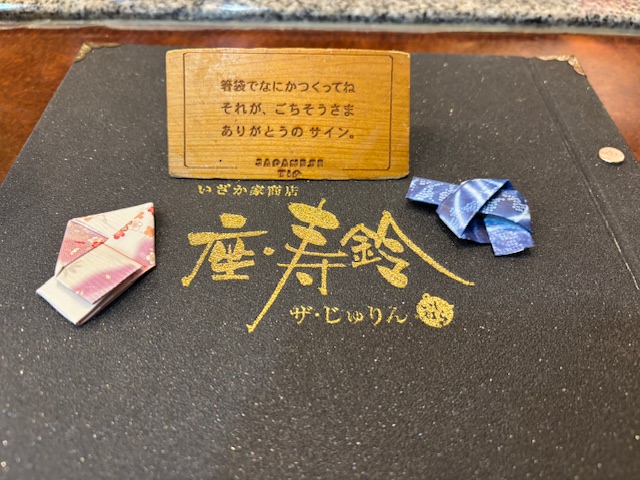 箸袋でなにかつくってね
それが、ごちそうさま
ありがとうの サイン。
JAPANESE
TIP
いざか家商店
座・寿鈴
ザ・じゅりん